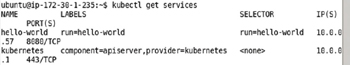 ubuntu@ip-172-30-1-235:~$ kubectl get services
NAME LABELS SELECTOR IP(S)
PORT(S)
hello-world run=hello-world run=hello-world 10.0.0
.57 8080/TCP
kubernetes component=apiserver,provider=kubernetes <none> 10.0.0
.1 443/TCP